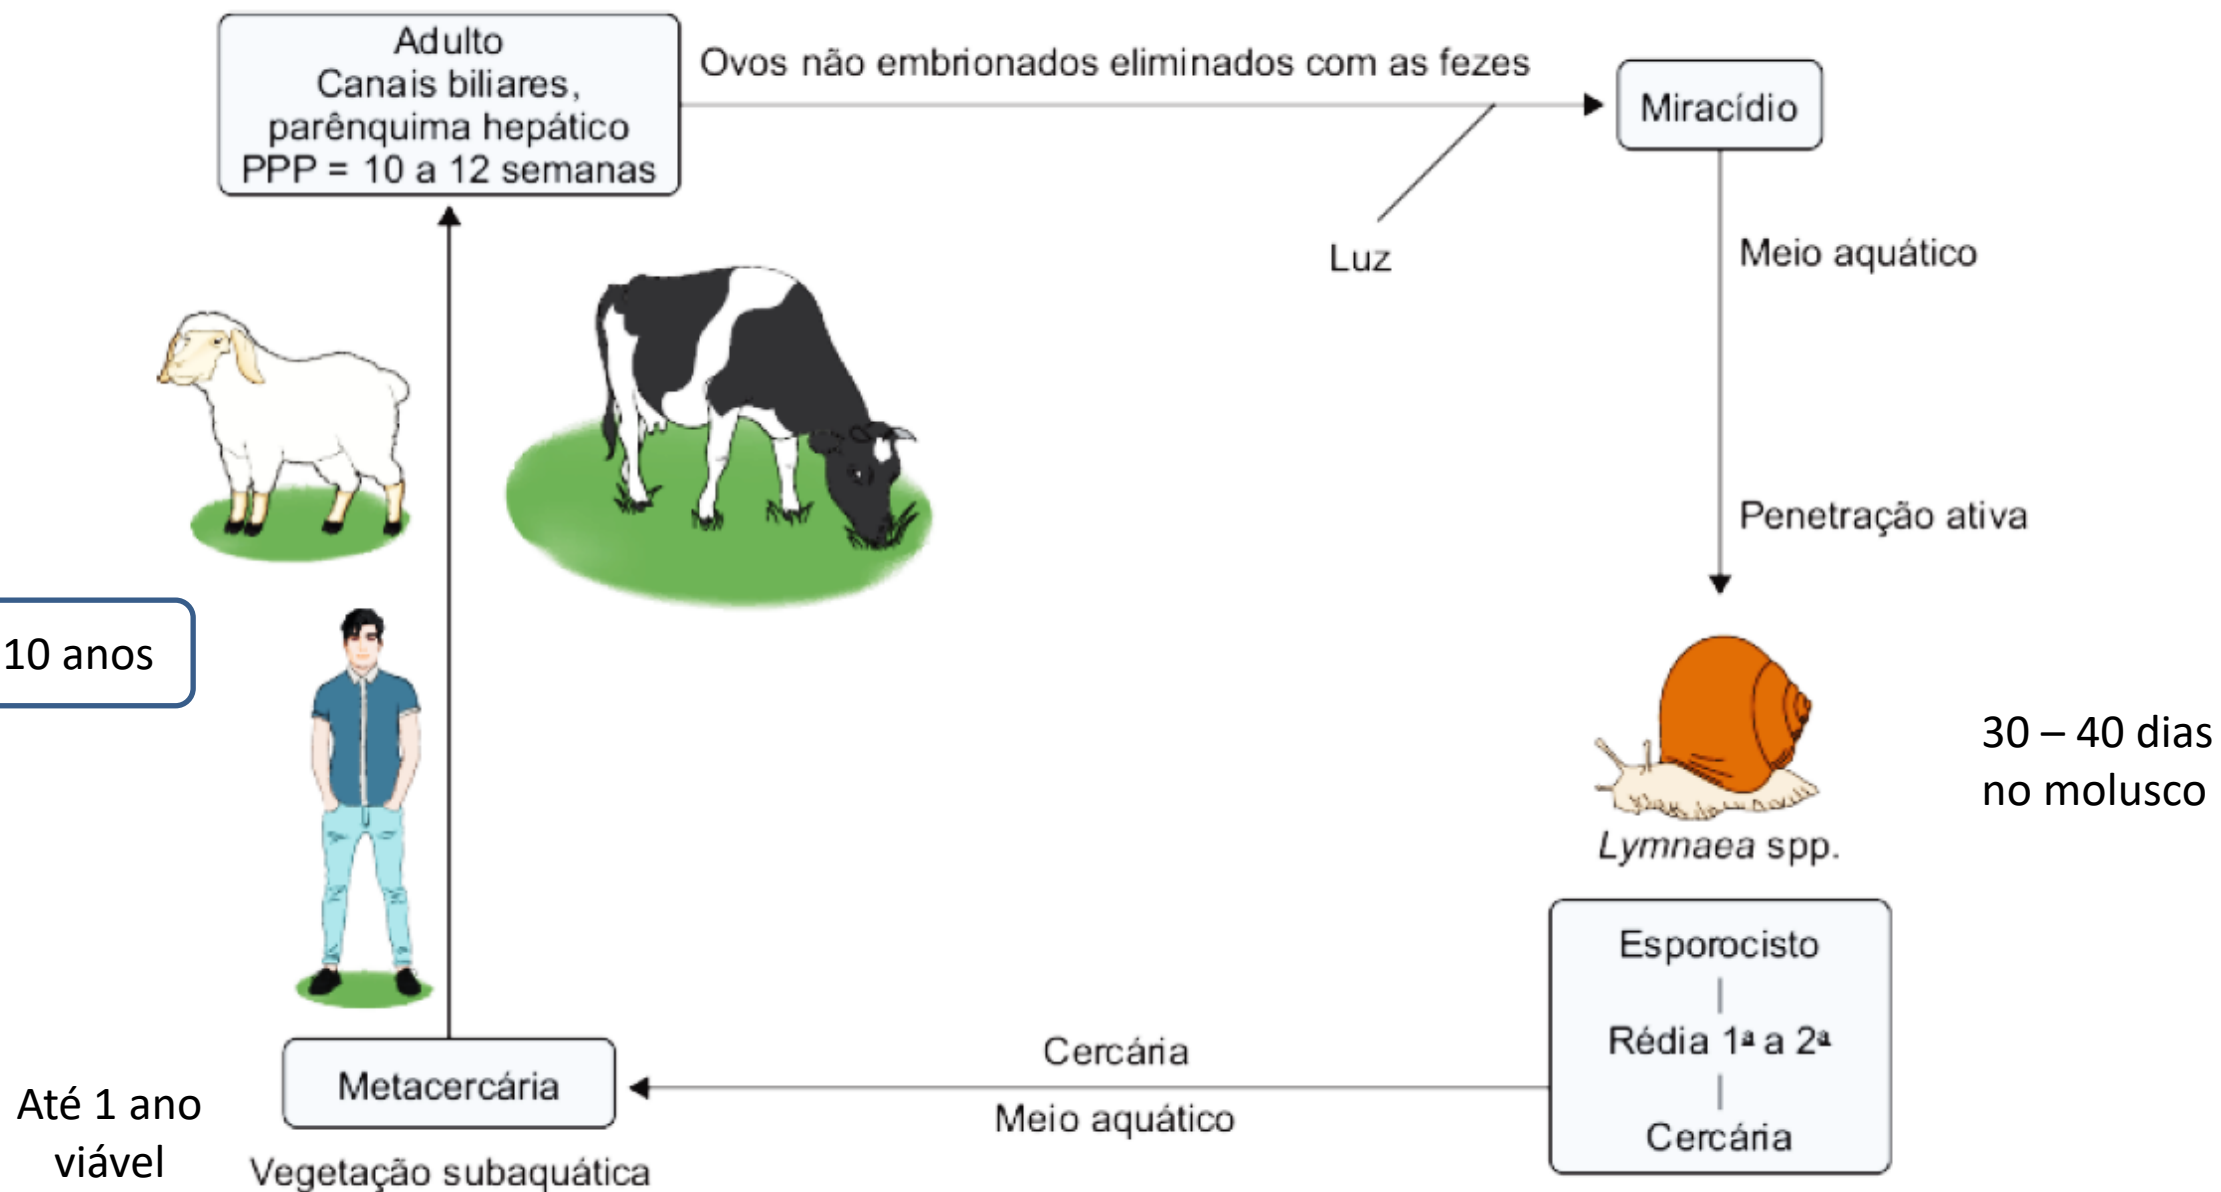 Adulto
Canais biliares,
parênquima hepático
PPP = 10 a 12 semanas
Ovos não embrionados eliminados com as fezes
Miracídio
Luz
Meio aquático
Penetração ativa
10 anos
30 – 40 dias
no molusco
Lymnaea spp.
Esporocisto
Rédia 1ª a 2ª
Cercária
Cercária
Meio aquático
Metacercária
Até 1 ano
viável
Vegetação subaquática